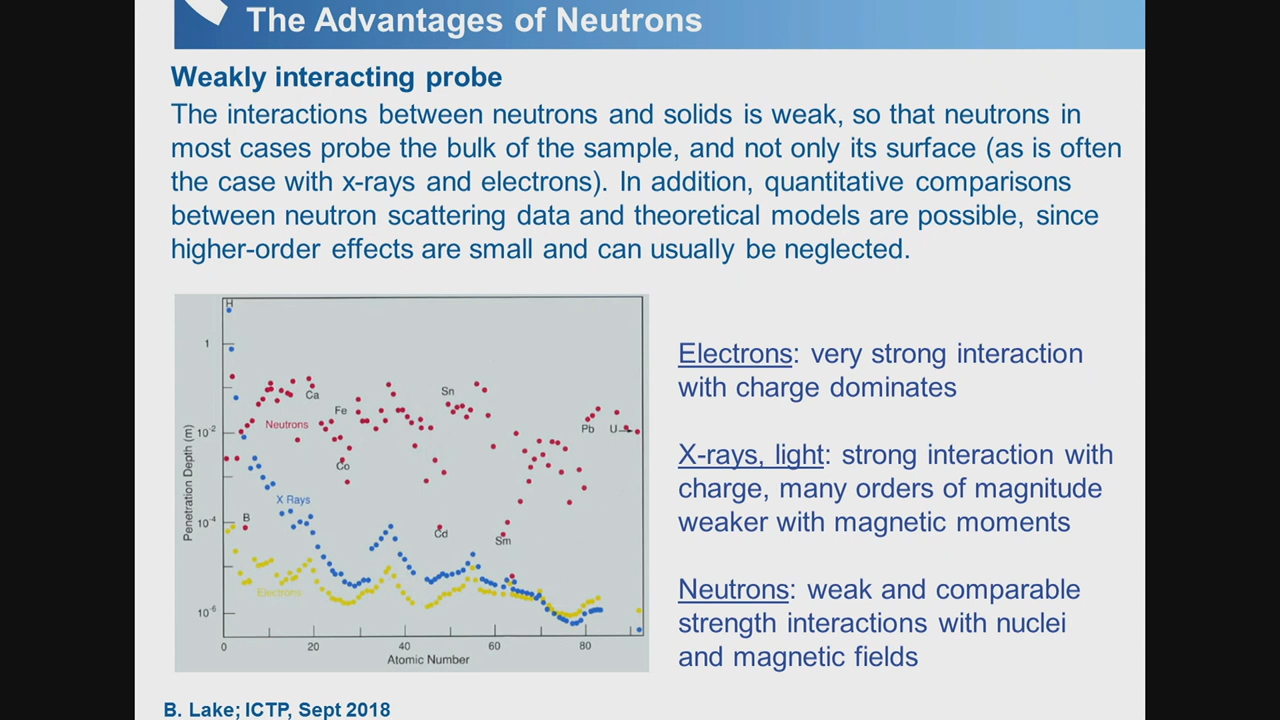 The Advantages of Neutrons
Weakly interacting probe
The interactions between neutrons and solids is weak, so that neutrons in
most cases probe the bulk of the sample, and not only its surface (as is often
the case with x-rays and electrons). In addition, quantitative comparisons
between neutron scattering data and theoretical models are possible, since
higher-order effects are small and can usually be neglected.
H
1
Ca
Sn
Fe
Neutrons
Pb U
10-2
Co
X Rays
B
10-4
Cd
Sm
Electrons
10-6
Penetration Depth (m)
0 20 40 60 80
Atomic Number
Electrons: very strong interaction
with charge dominates
X-rays, light: strong interaction with
charge, many orders of magnitude
weaker with magnetic moments
Neutrons: weak and comparable
strength interactions with nuclei
and magnetic fields
B. Lake; ICTP, Sept 2018